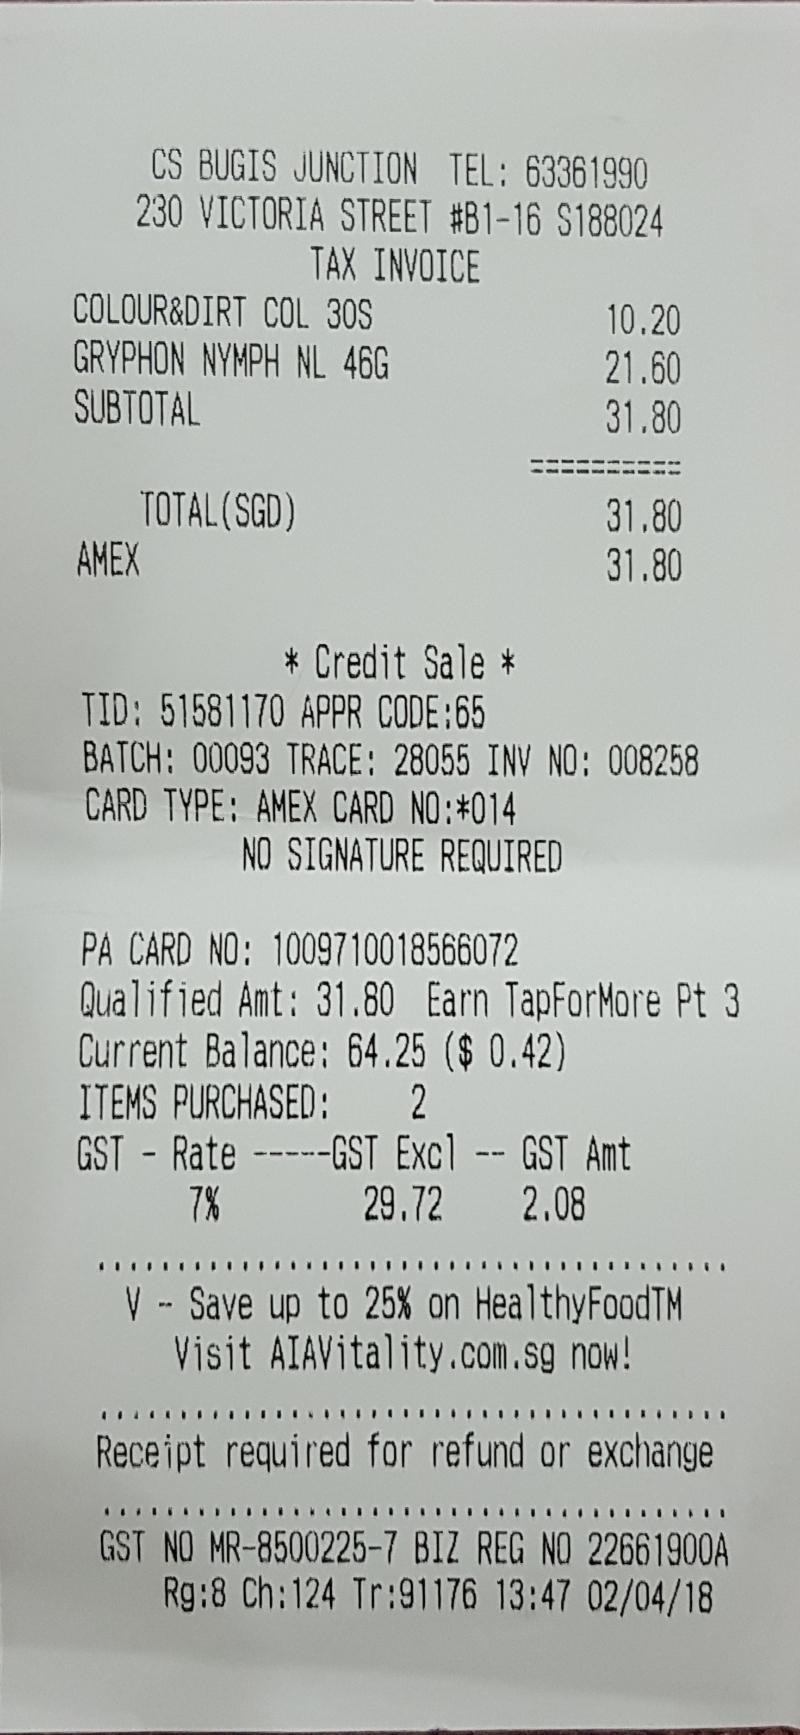 CS BUGIS JUNCTION TEL: 63361990
230 VICTORIA STREET #B1-16 S188024
TAX INVOICE
COLOUR&DIRT COL 30S 10.20
GRYPHON NYMPH NL 46G 21.60
SUBTOTAL 31.80
==========
TOTAL(SGD) 31.80
AMEX 31.80
* Credit Sale *
TID: 51581170 APPR CODE:65
BATCH: 00093 TRACE: 28055 INV NO: 008258
CARD TYPE: AMEX CARD NO:*014
NO SIGNATURE REQUIRED
PA CARD NO: 1009710018566072
Qualified Amt: 31.80 Earn TapForMore Pt 3
Current Balance: 64.25 ($ 0.42)
ITEMS PURCHASED: 2
GST - Rate -----GST Excl -- GST Amt
7% 29.72 2.08
........................................
V - Save up to 25% on HealthyFoodTM
Visit AIAVitality.com.sg now!
........................................
Receipt required for refund or exchange
........................................
GST NO MR-8500225-7 BIZ REG NO 22661900A
Rg:8 Ch:124 Tr:91176 13:47 02/04/18